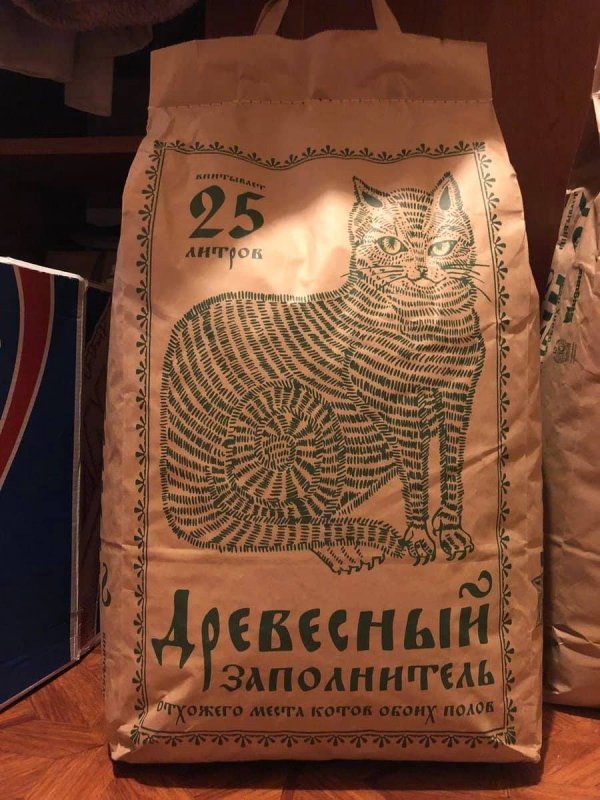 впитывает
25
литров
Древесный
заполнитель
отхожего места котов обоих полов